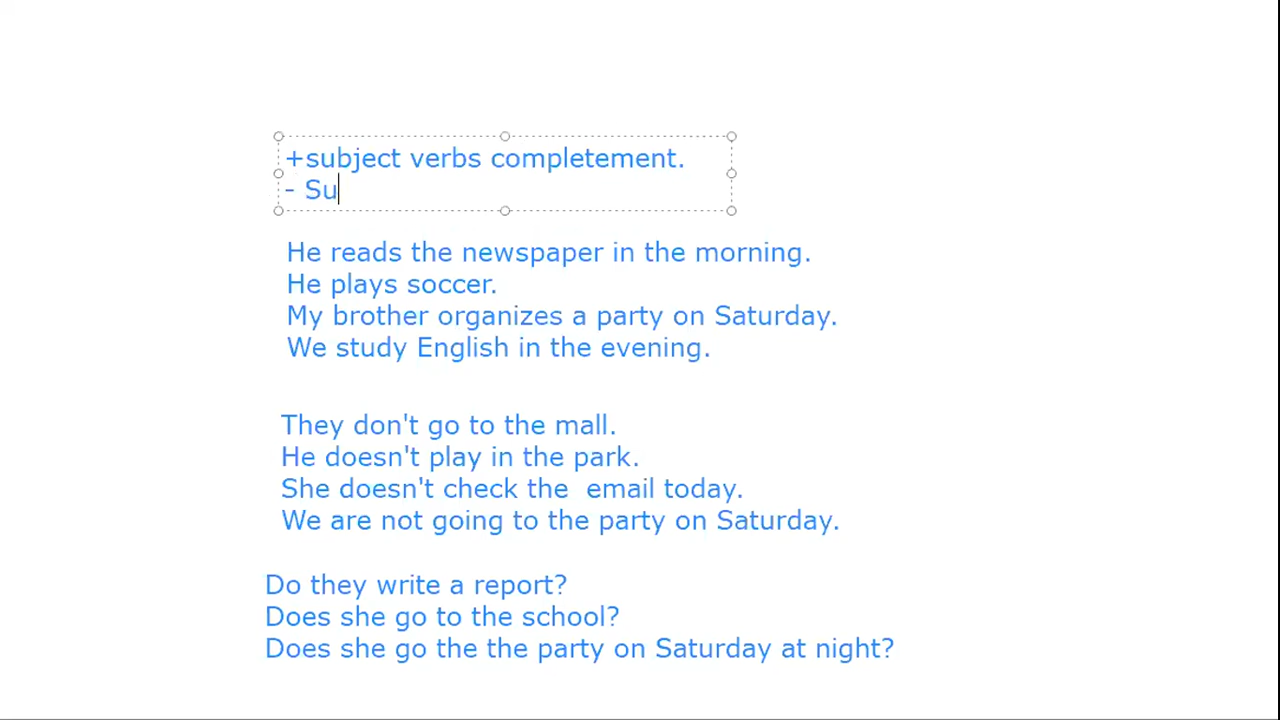 +subject verbs completement.
- Su
He reads the newspaper in the morning.
He plays soccer.
My brother organizes a party on Saturday.
We study English in the evening.
They don't go to the mall.
He doesn't play in the park.
She doesn't check the  email today.
We are not going to the party on Saturday.
Do they write a report?
Does she go to the school?
Does she go the the party on Saturday at night?